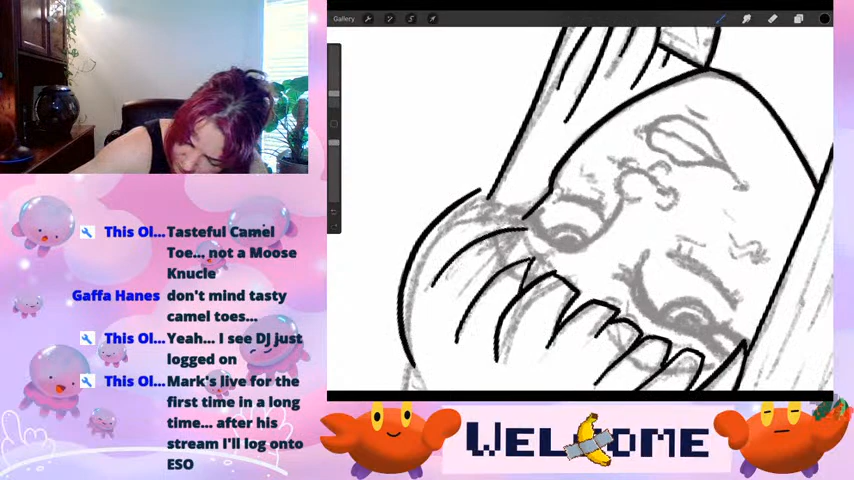 Gallery
This Ol... Tasteful Camel
Toe... not a Moose
Knucle
Gaffa Hanes don't mind tasty
camel toes...
This Ol... Yeah... I see DJ just
logged on
This Ol... Mark's live for the
first time in a long
time... after his
stream I'll log onto
ESO
WELCOME